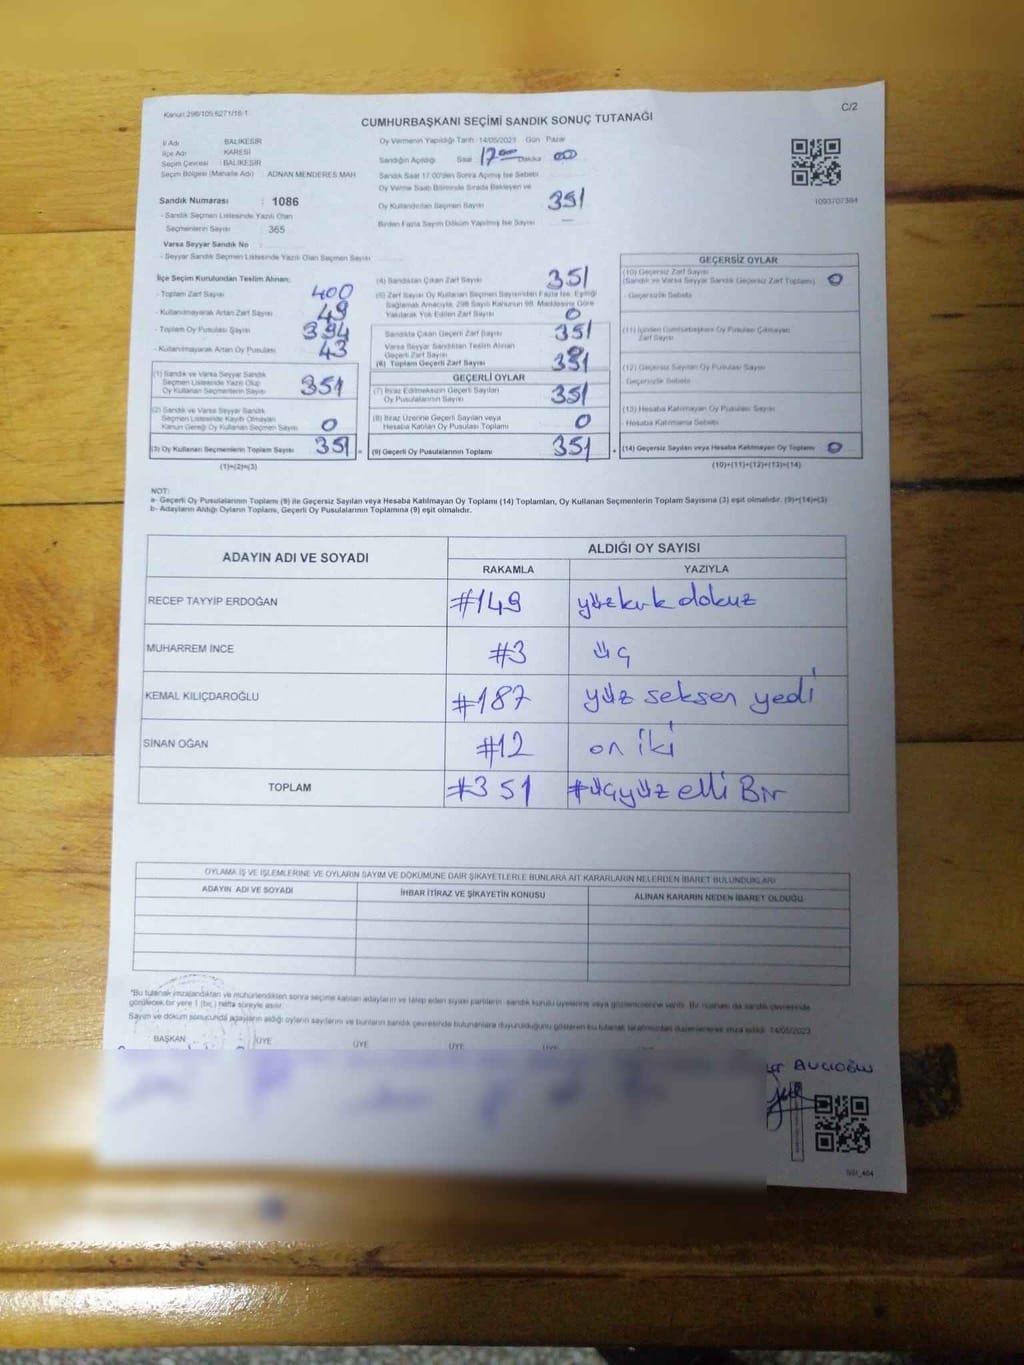 Kanun:298/105;6271/18-1
C/2
CUMHURBAŞKANI SEÇİMİ SANDIK SONUÇ TUTANAĞI
İl Adı : BALIKESİR
İlçe Adı : KARESİ
Seçim Çevresi : BALIKESİR
Seçim Bölgesi (Mahalle Adı) : ADNAN MENDERES MAH.
Sandık Numarası : 1086
- Sandık Seçmen Listesinde Yazılı Olan
Seçmenlerin Sayısı : 365
Varsa Seyyar Sandık No :
- Seyyar Sandık Seçmen Listesinde Yazılı Olan Seçmen Sayısı
Oy Vermenin Yapıldığı Tarih : 14/05/2023 Gün : Pazar
Sandığın Açıldığı Saat 17 00 Dakika 00
Sandık Saat 17.00'den Sonra Açılmış İse Sebebi
Oy Verme Saati Bitiminde Sırada Bekleyen ve
Oy Kullandırılan Seçmen Sayısı 351
Birden Fazla Sayım Döküm Yapılmış İse Sayısı —
1093707384
İlçe Seçim Kurulundan Teslim Alınan:
- Toplam Zarf Sayısı 400
- Kullanılmayarak Artan Zarf Sayısı 49
- Toplam Oy Pusulası Sayısı 394
- Kullanılmayarak Artan Oy Pusulası 43
(1) Sandık ve Varsa Seyyar Sandık
Seçmen Listesinde Yazılı Olup
Oy Kullanan Seçmenlerin Sayısı 351
(2) Sandık ve Varsa Seyyar Sandık
Seçmen Listesinde Kayıtlı Olmayan
Kanun Gereği Oy Kullanan Seçmen Sayısı 0
(3) Oy Kullanan Seçmenlerin Toplam Sayısı 351
(1)+(2)=(3)
(4) Sandıktan Çıkan Zarf Sayısı 351
(5) Zarf Sayısı Oy Kullanan Seçmen Sayısından Fazla İse, Eşitliği
Sağlamak Amacıyla, 298 Sayılı Kanunun 98. Maddesine Göre
Yakılarak Yok Edilen Zarf Sayısı 0
Sandıkta Çıkan Geçerli Zarf Sayısı 351
Varsa Seyyar Sandıktan Teslim Alınan
Geçerli Zarf Sayısı 0
(6) Toplam Geçerli Zarf Sayısı 351
GEÇERLİ OYLAR
(7) İtiraz Edilmeksizin Geçerli Sayılan
Oy Pusulalarının Sayısı 351
(8) İtiraz Üzerine Geçerli Sayılan veya
Hesaba Katılan Oy Pusulası Toplamı 0
(9) Geçerli Oy Pusulalarının Toplamı 351
GEÇERSİZ OYLAR
(10) Geçersiz Zarf Sayısı
(Sandık ve Varsa Seyyar Sandık Geçersiz Zarf Toplamı) 0
- Geçersizlik Sebebi
(11) İçinden Cumhurbaşkanı Oy Pusulası Çıkmayan
Zarf Sayısı
(12) Geçersiz Sayılan Oy Pusulası Sayısı
Geçersizlik Sebebi
(13) Hesaba Katılmayan Oy Pusulası Sayısı
- Hesaba Katılmama Sebebi
(14) Geçersiz Sayılan veya Hesaba Katılmayan Oy Toplamı 0
(10)+(11)+(12)+(13)=(14)
NOT:
a- Geçerli Oy Pusulalarının Toplamı (9) ile Geçersiz Sayılan veya Hesaba Katılmayan Oy Toplamı (14) Toplamları, Oy Kullanan Seçmenlerin Toplam Sayısına (3) eşit olmalıdır. (9)+(14)=(3)
b- Adayların Aldığı Oyların Toplamı, Geçerli Oy Pusulalarının Toplamına (9) eşit olmalıdır.
ADAYIN ADI VE SOYADI ALDIĞI OY SAYISI
RAKAMLA YAZIYLA
RECEP TAYYİP ERDOĞAN #149 yüzkırk dokuz
MUHARREM İNCE #3 üç
KEMAL KILIÇDAROĞLU #187 yüz seksen yedi
SİNAN OĞAN #12 on iki
TOPLAM #351 #üçyüz elli Bir
OYLAMA İŞ VE İŞLEMLERİNE VE OYLARIN SAYIM VE DÖKÜMÜNE DAİR ŞİKAYETLERLE BUNLARA AİT KARARLARIN NELERDEN İBARET BULUNDUKLARI
ADAYIN ADI VE SOYADI İHBAR İTİRAZ VE ŞİKAYETİN KONUSU ALINAN KARARIN NEDEN İBARET OLDUĞU
*Bu tutanak imzalandıktan ve mühürlendikten sonra seçime katılan adayların ve talep eden siyasi partilerin sandık kurulu üyelerine veya gözlemcilerine verilir. Bir nüshası da sandık çevresinde
görülecek bir yere 1 (bir) hafta süreyle asılır.
Sayım ve döküm sonucunda adayların aldığı oyların sayılarını ve bunların sandık çevresinde bulunanlara duyurulduğunu gösteren bu tutanak tarafımızdan düzenlenerek imza edildi. 14/05/2023
BAŞKAN ÜYE ÜYE ÜYE ÜYE
AVCIOĞLU